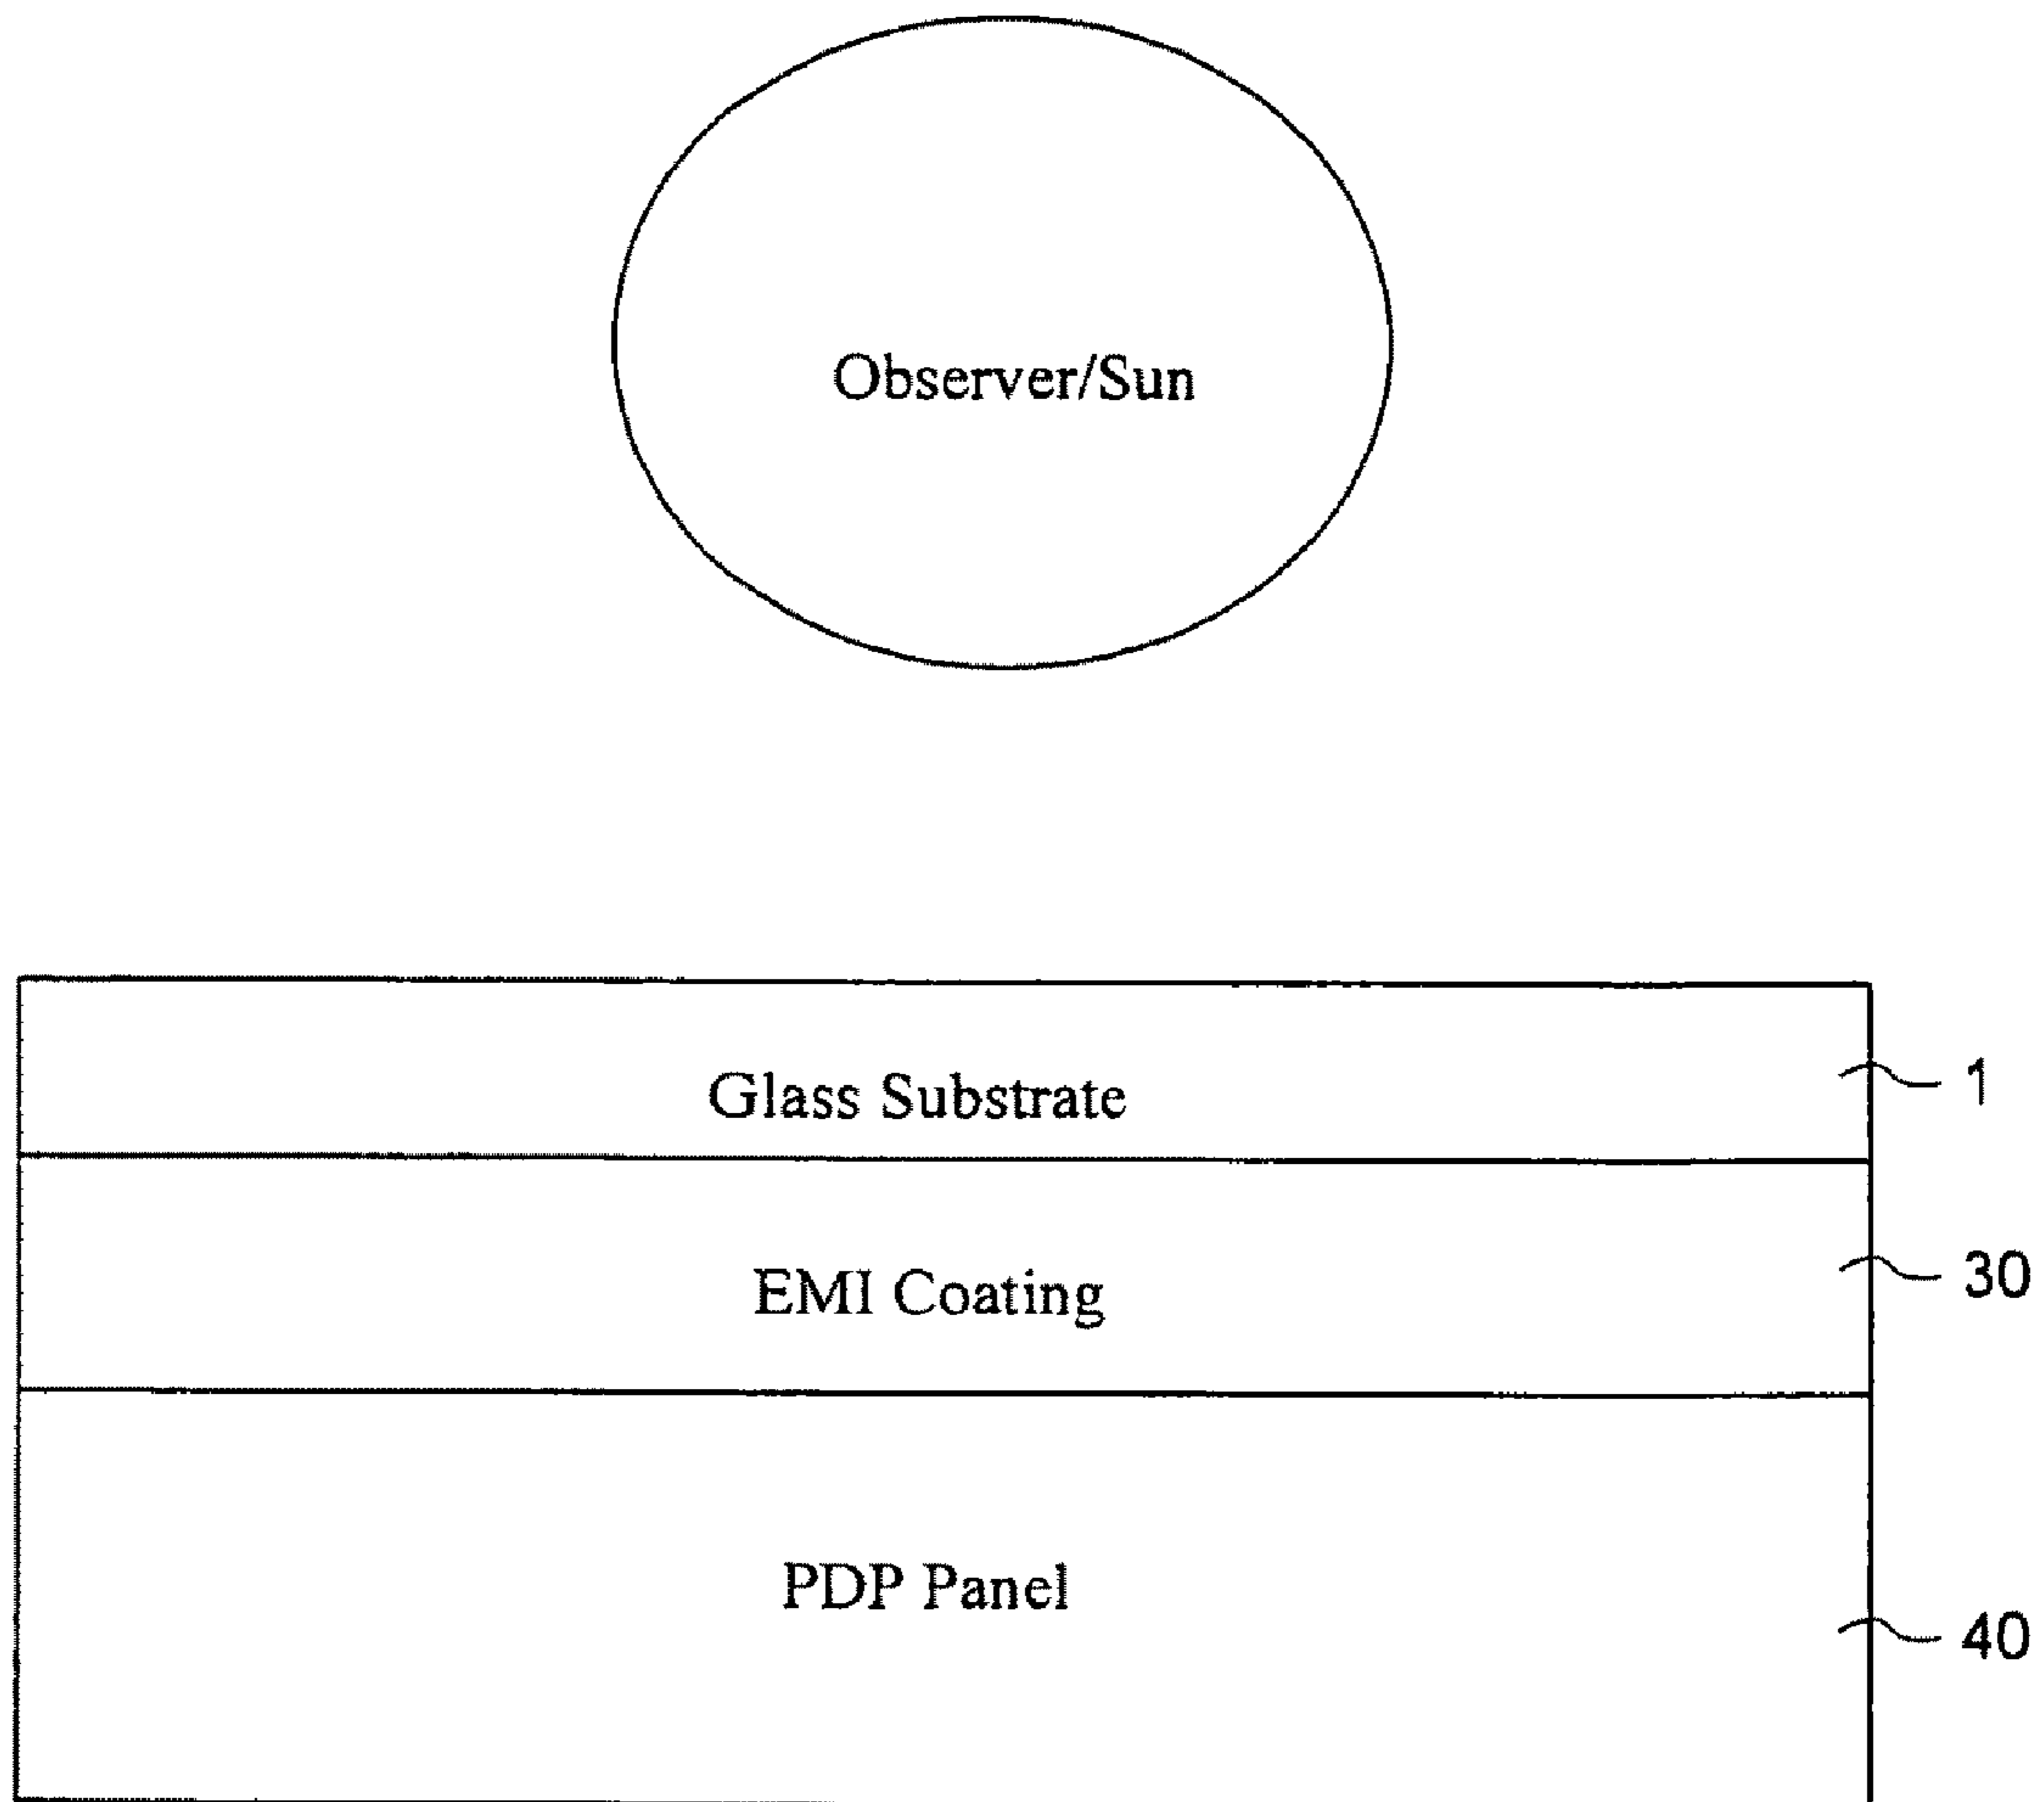 Observer/Sun
Glass Substrate
1
EMI Coating
30
PDP Panel
40